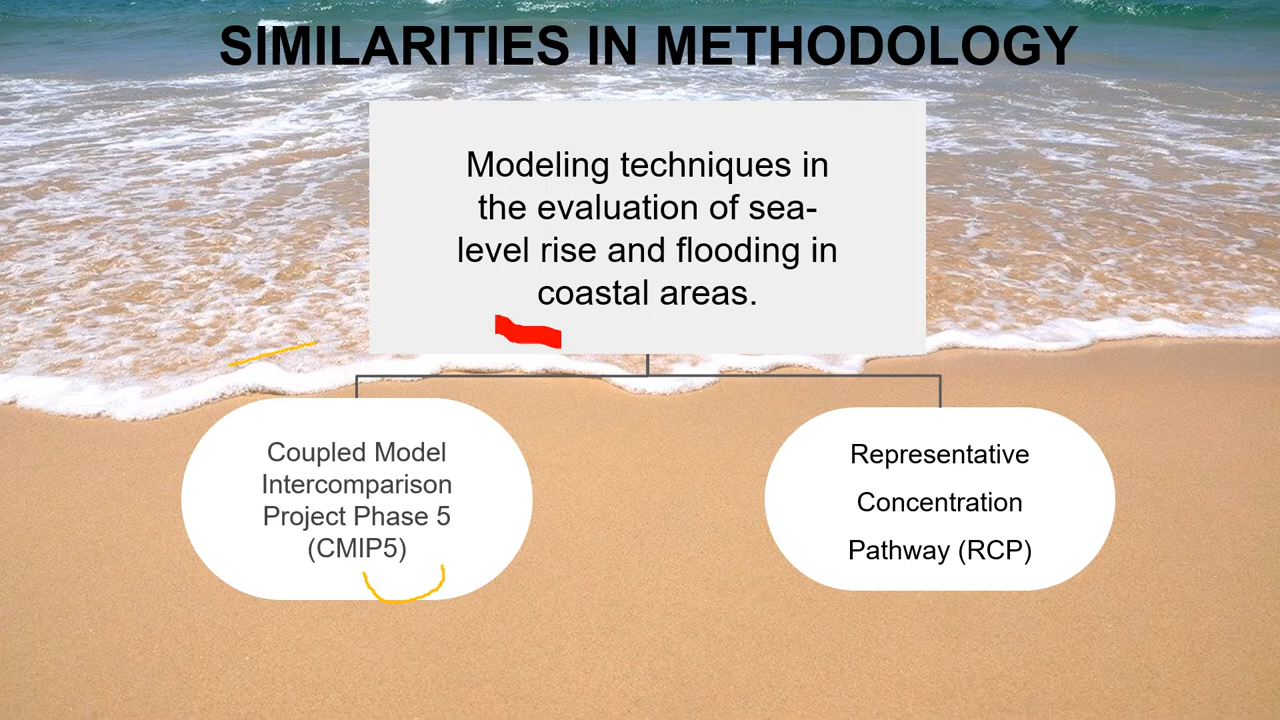 SIMILARITIES IN METHODOLOGY
Modeling techniques in
the evaluation of sea-
level rise and flooding in
coastal areas.
Coupled Model
Intercomparison
Project Phase 5
(CMIP5)
Representative
Concentration
Pathway (RCP)